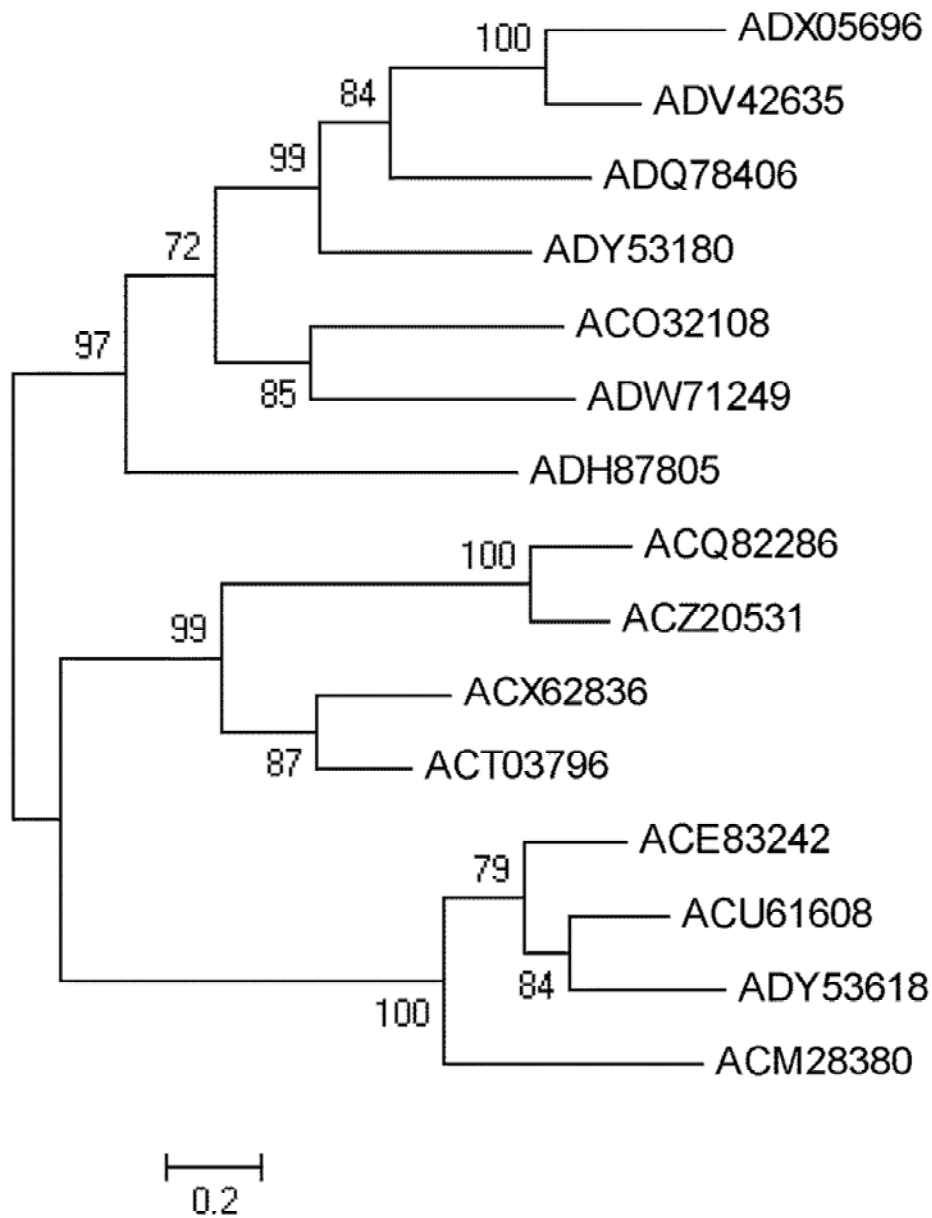 ADX05696
100
ADV42635
84
99
ADQ78406
72
ADY53180
ACO32108
97
85
ADW71249
ADH87805
ACQ82286
100
ACZ20531
99
ACX62836
87
ACT03796
ACE83242
79
ACU61608
84
ADY53618
100
ACM28380
0.2